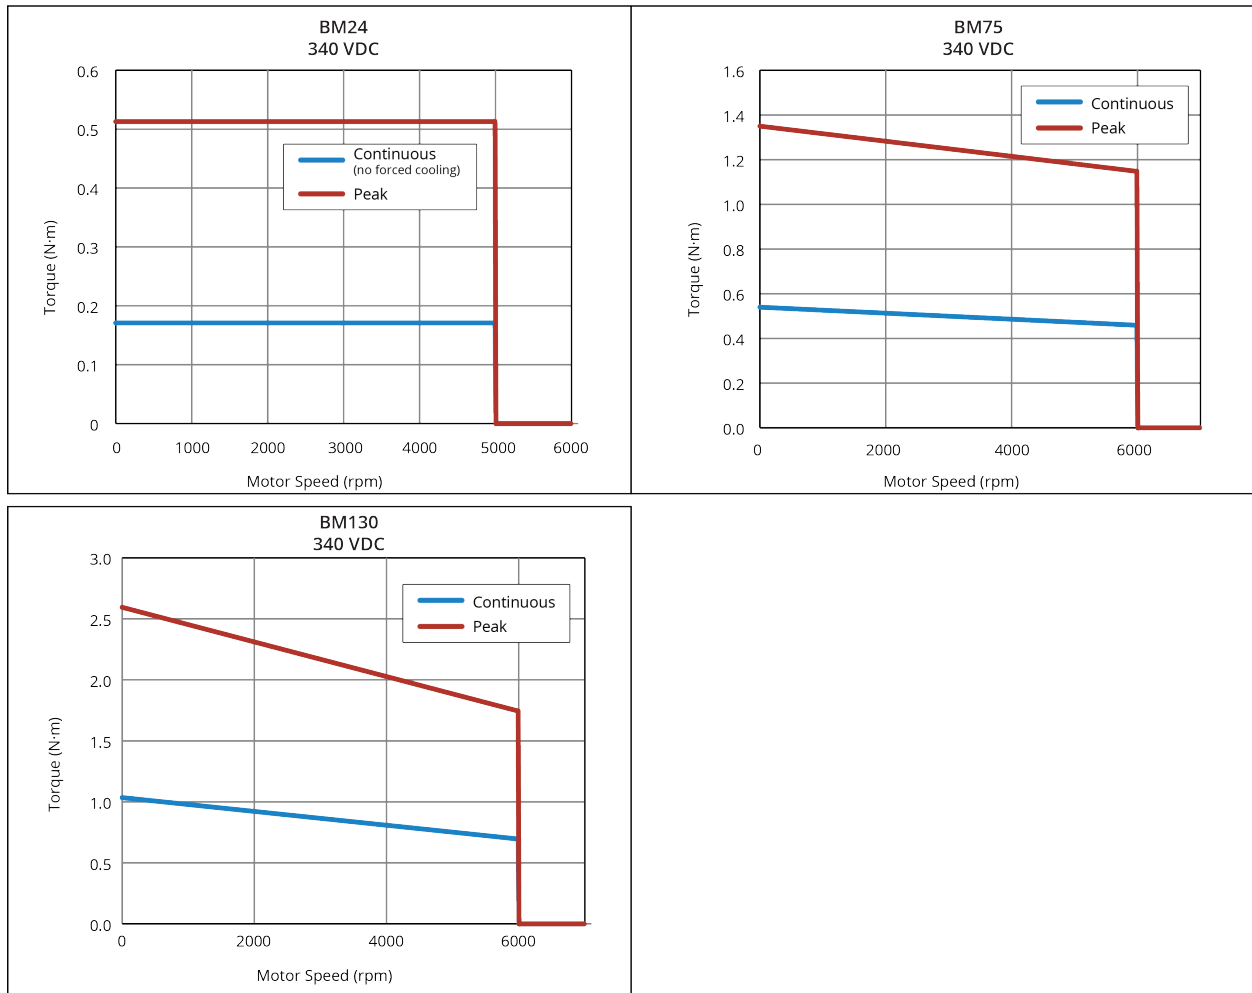 BM24
340 VDC
0.6
0.5
0.4
0.3
0.2
0.1
0
Torque (N·m)
Continuous
(no forced cooling)
Peak
0 1000 2000 3000 4000 5000 6000
Motor Speed (rpm)
BM75
340 VDC
1.6
1.4
1.2
1.0
0.8
0.6
0.4
0.2
0.0
Torque (N·m)
Continuous
Peak
0 2000 4000 6000
Motor Speed (rpm)
BM130
340 VDC
3.0
2.5
2.0
1.5
1.0
0.5
0.0
Torque (N·m)
Continuous
Peak
0 2000 4000 6000
Motor Speed (rpm)